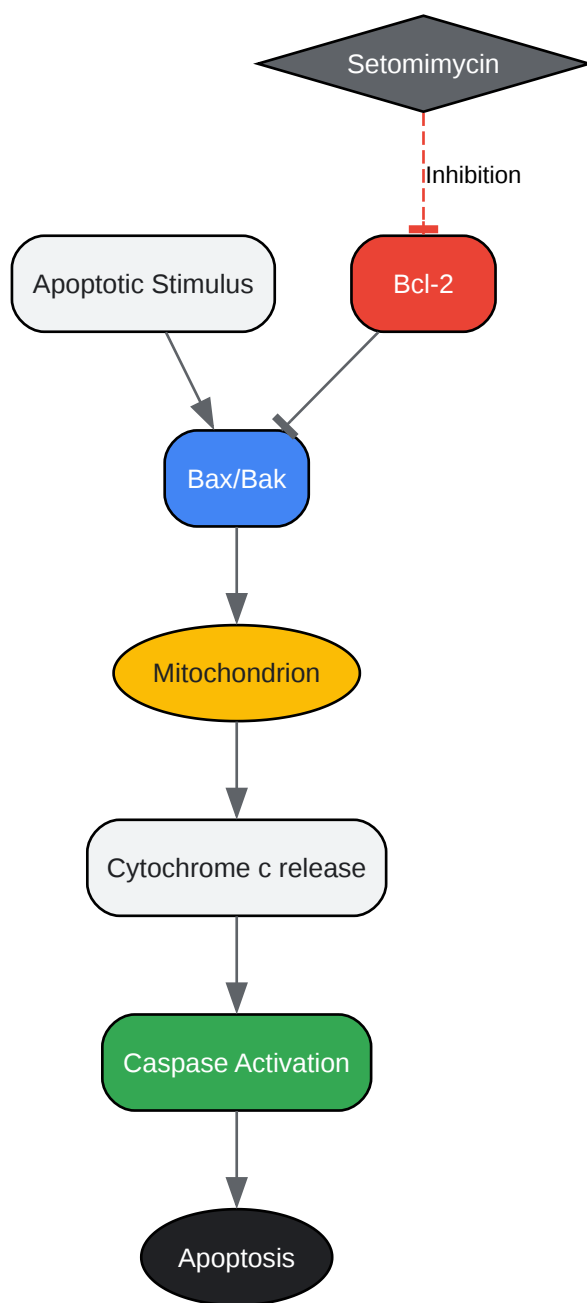 Setomimycin
Inhibition
Apoptotic Stimulus
Bcl-2
Bax/Bak
Mitochondrion
Cytochrome c release
Caspase Activation
Apoptosis